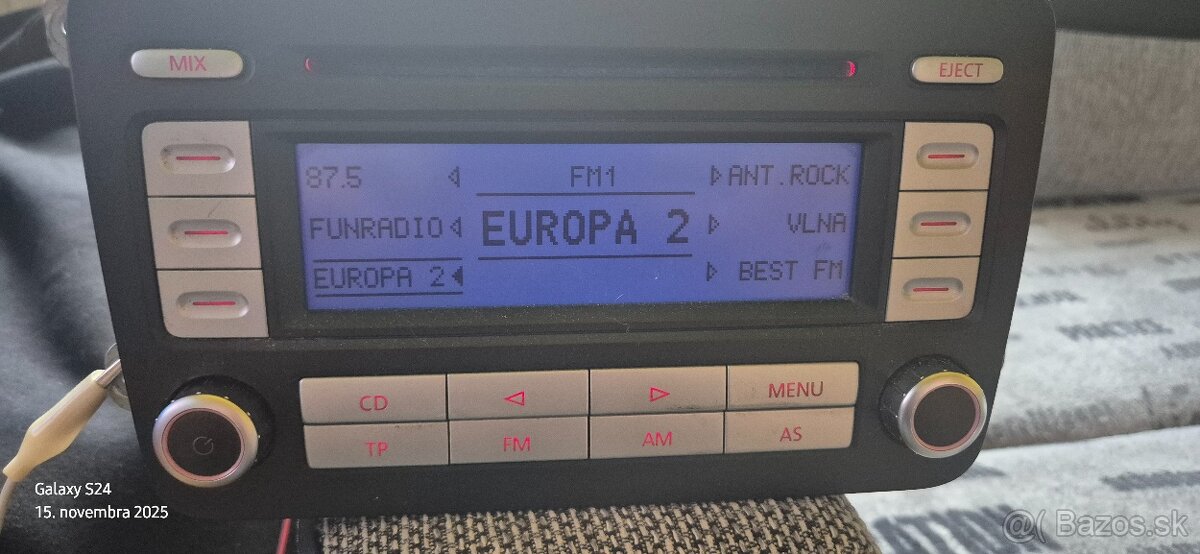 MIX
EJECT
87.5 FM1 ANT.ROCK
FUNRADIO EUROPA 2 VLNA
EUROPA 2 BEST FM
CD MENU
TP FM AM AS
Galaxy S24
15. novembra 2025
@( Bazos.sk